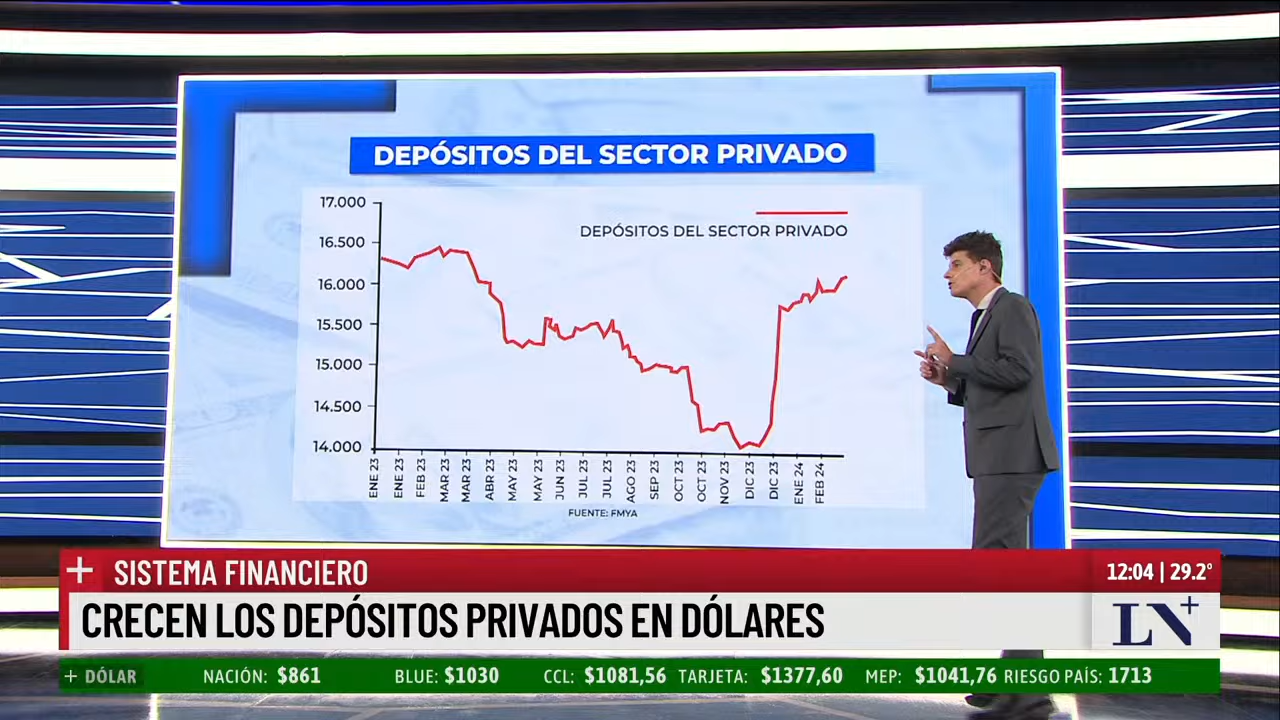 DEPÓSITOS DEL SECTOR PRIVADO
17.000
16.500
16.000
15.500
15.000
14.500
14.000
DEPÓSITOS DEL SECTOR PRIVADO
ENE 23
ENE 23
FEB 23
MAR 23
MAR 23
ABR 23
MAY 23
MAY 23
JUN 23
JUL 23
JUL 23
AGO 23
SEP 23
OCT 23
OCT 23
NOV 23
DIC 23
DIC 23
ENE 24
FEB 24
FUENTE: FMYA
+ SISTEMA FINANCIERO
12:04 | 29.2°
CRECEN LOS DEPÓSITOS PRIVADOS EN DÓLARES
LN+
+ DÓLAR NACIÓN: $861 BLUE: $1030 CCL: $1081,56 TARJETA: $1377,60 MEP: $1041,76 RIESGO PAÍS: 1713